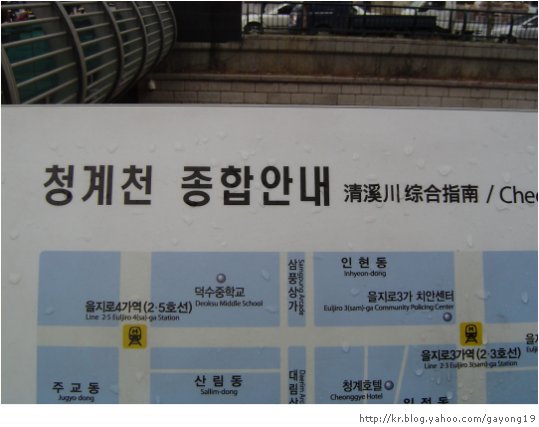 청계천 종합안내 清溪川 综合指南 / Che
인현동
Inhyeon-dong
삼풍상가
Sampung Arcade
덕수중학교
Deoksu Middle School
을지로3가 치안센터
Euljiro 3(sam)-ga Community Policing Center
을지로4가역(2·5호선)
Line 2·5 Euljiro 4(sa)-ga Station
을지로3가역(2·3호선)
Line 2·3 Euljiro 3(sam)-ga Station
주교동
Jugyo-dong
산림동
Sallim-dong
대림상
Daelim Ar
청계호텔
Cheonggye Hotel
http://kr.blog.yahoo.com/gayong19